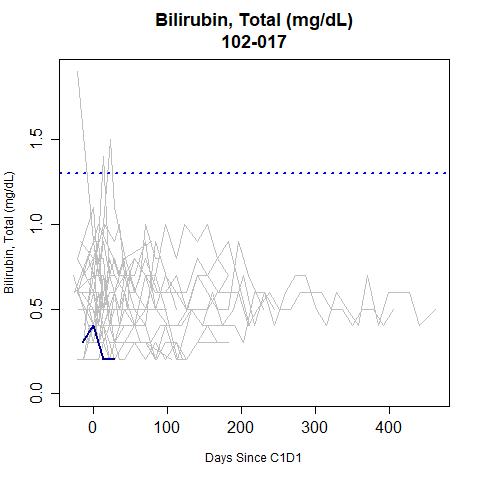 Bilirubin, Total (mg/dL)
102-017
Bilirubin, Total (mg/dL)
1.5
1.0
0.5
0.0
0 100 200 300 400
Days Since C1D1